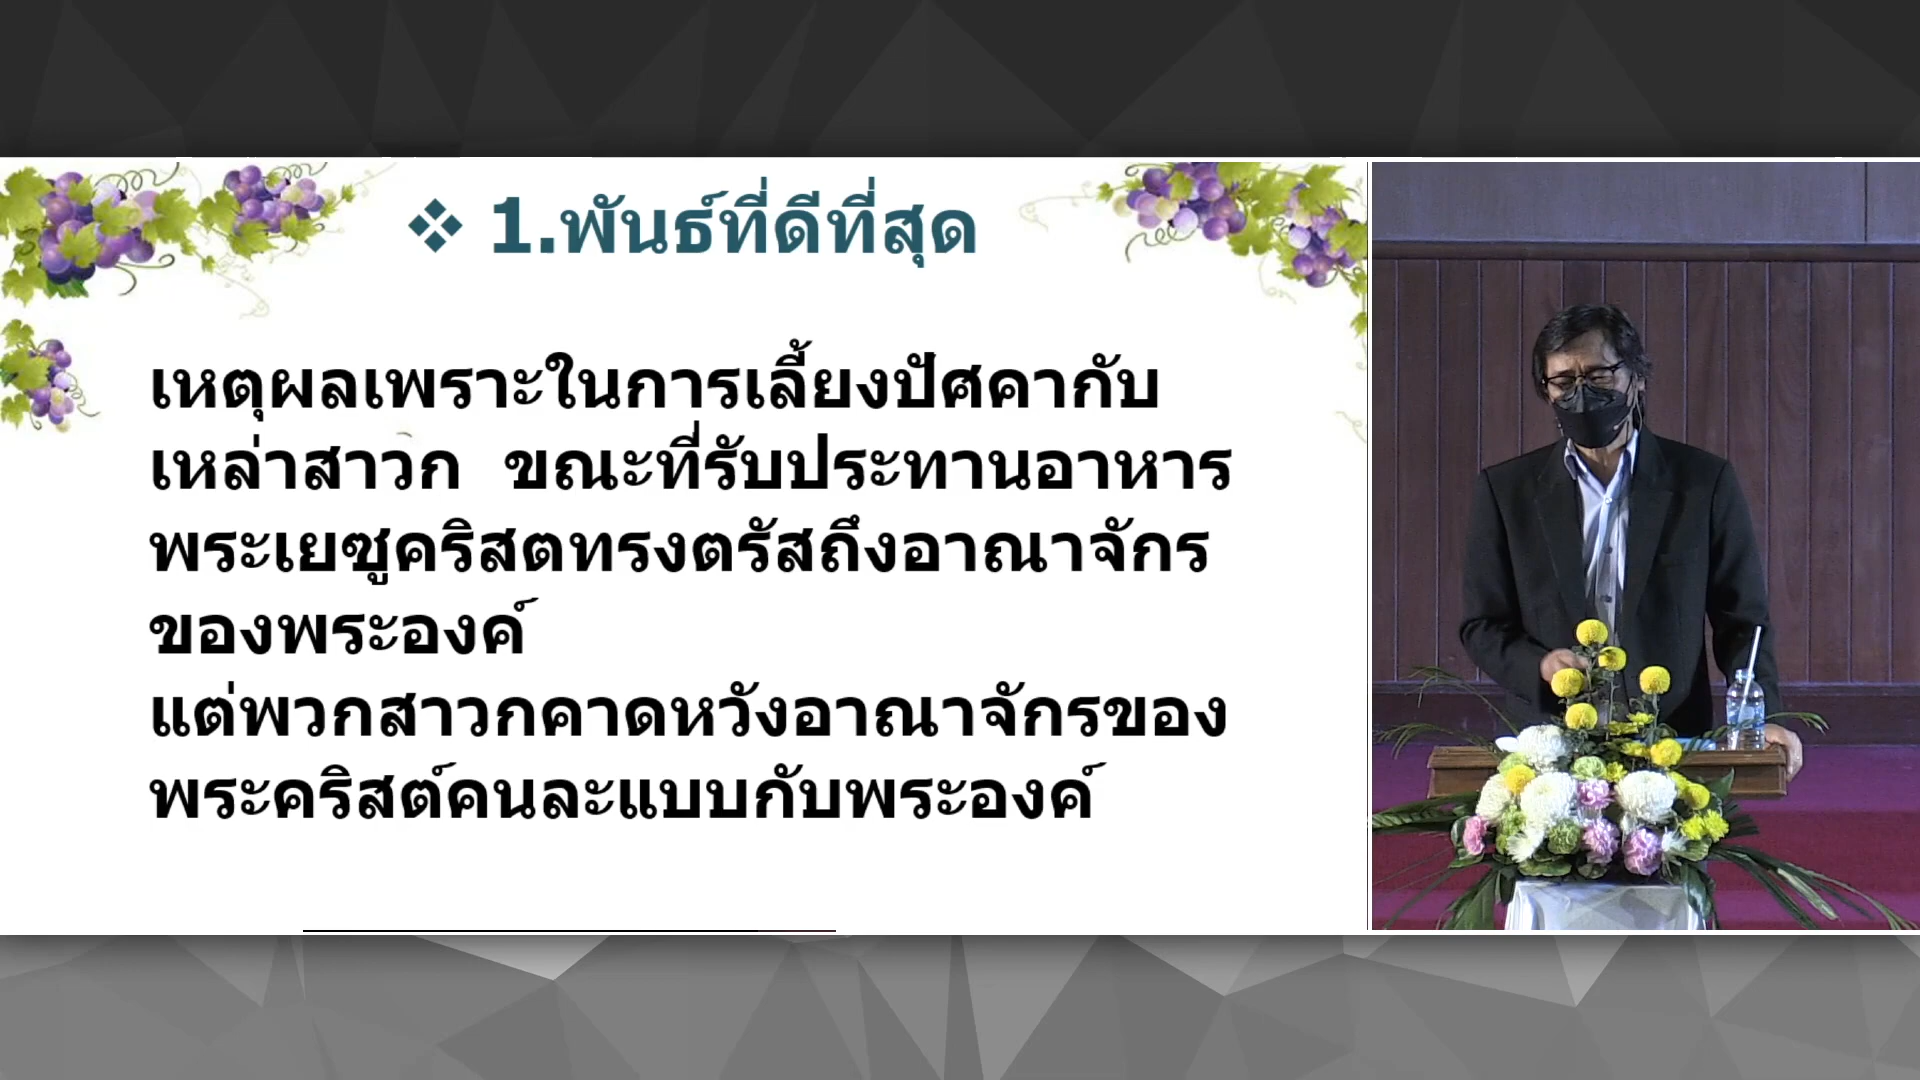 ❖ 1.พันธ์ที่ดีที่สุด
เหตุผลเพราะในการเลี้ยงปัศคากับ
เหล่าสาวก ขณะที่รับประทานอาหาร
พระเยซูคริสตทรงตรัสถึงอาณาจักร
ของพระองค์
แต่พวกสาวกคาดหวังอาณาจักรของ
พระคริสต์คนละแบบกับพระองค์